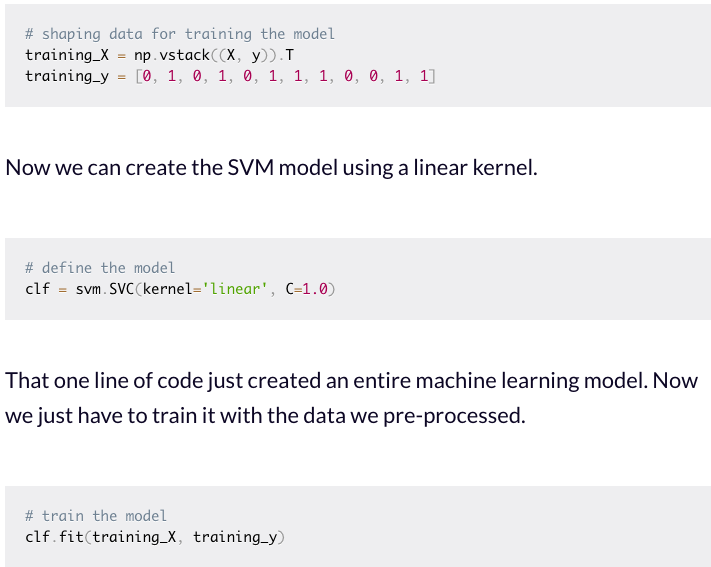 # shaping data for training the model
training_X = np.vstack((X, y)).T
training_y = [0, 1, 0, 1, 0, 1, 1, 1, 0, 0, 1, 1]
Now we can create the SVM model using a linear kernel.
# define the model
clf = svm.SVC(kernel='linear', C=1.0)
That one line of code just created an entire machine learning model. Now
we just have to train it with the data we pre-processed.
# train the model
clf.fit(training_X, training_y)